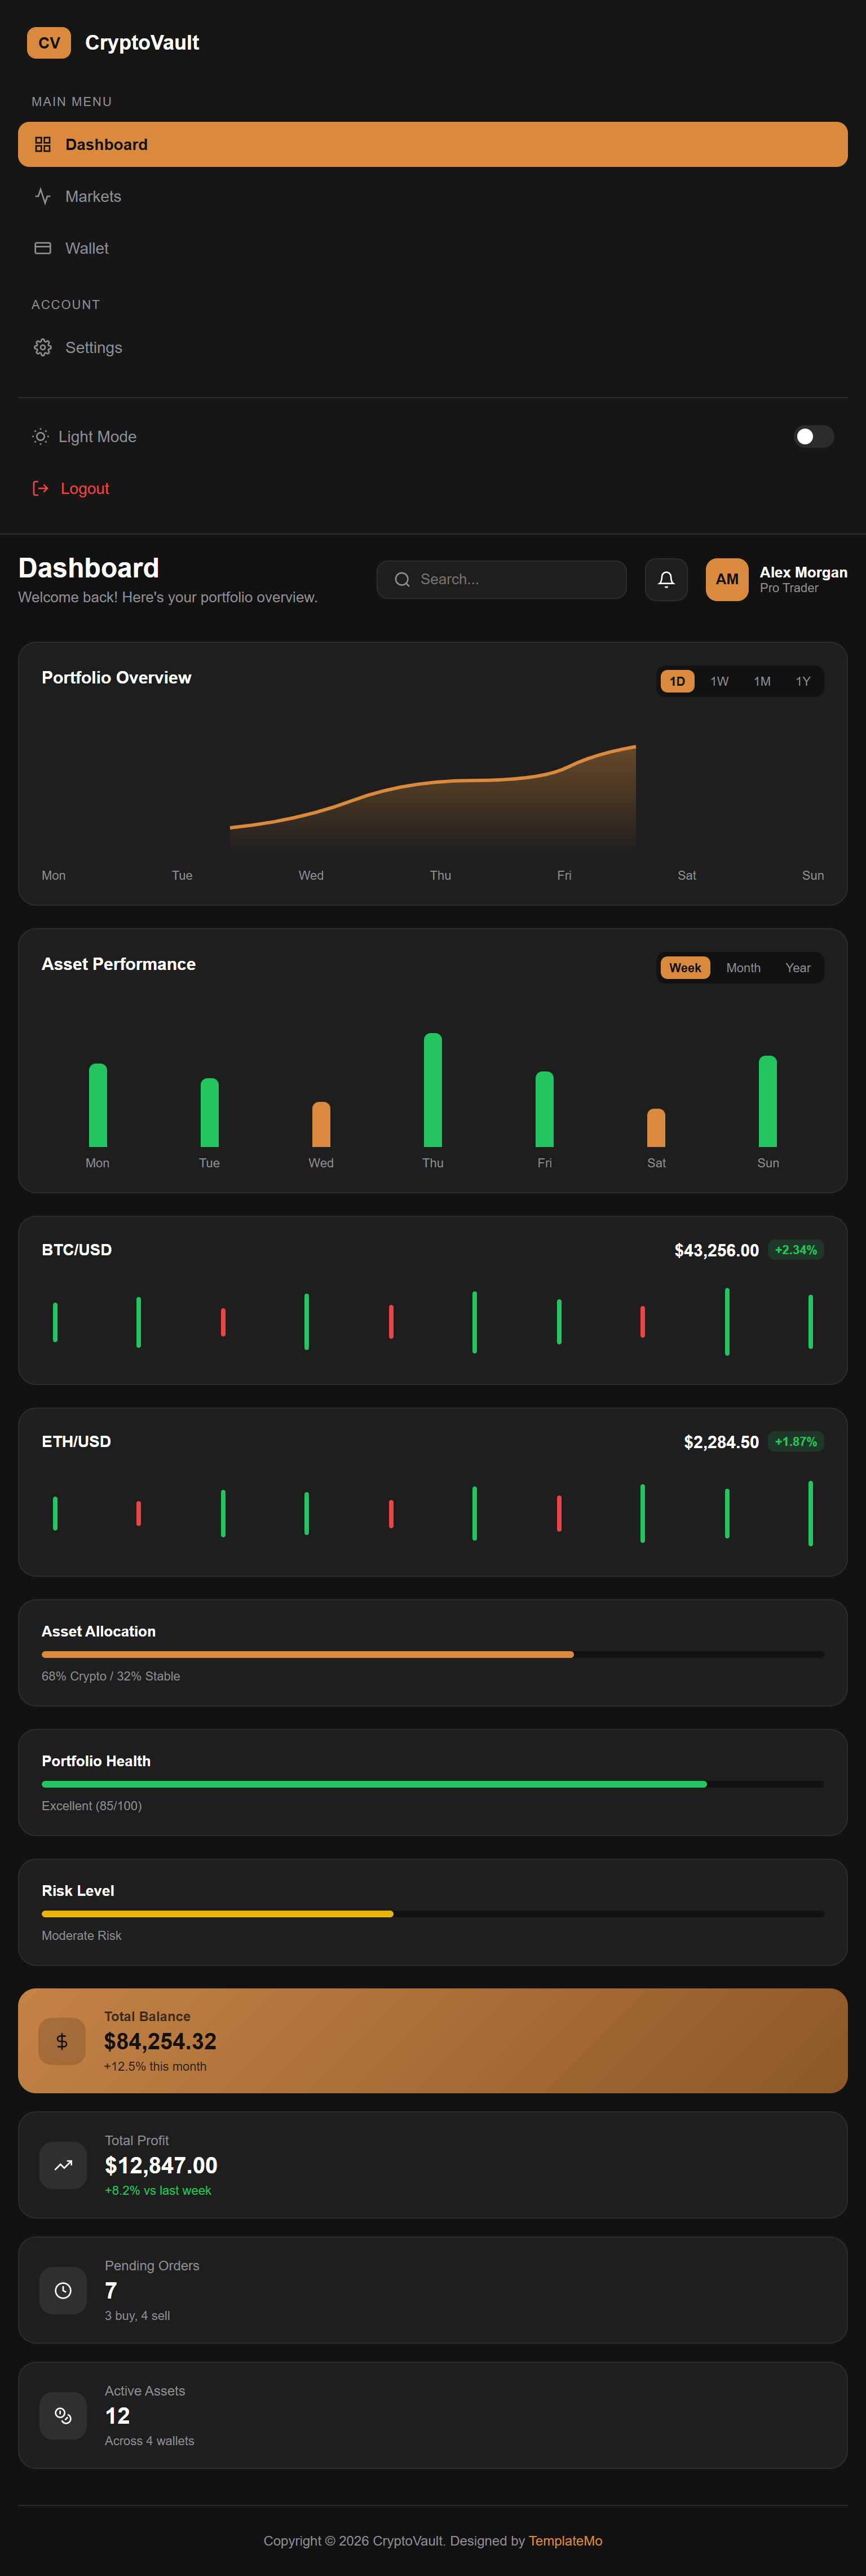 CV CryptoVault
MAIN MENU
Dashboard
Markets
Wallet
ACCOUNT
Settings
Light Mode
Logout
Dashboard
Welcome back! Here's your portfolio overview.
Search...
AM
Alex Morgan
Pro Trader
Portfolio Overview
1D 1W 1M 1Y
Mon Tue Wed Thu Fri Sat Sun
Asset Performance
Week Month Year
Mon Tue Wed Thu Fri Sat Sun
BTC/USD
$43,256.00 +2.34%
ETH/USD
$2,284.50 +1.87%
Asset Allocation
68% Crypto / 32% Stable
Portfolio Health
Excellent (85/100)
Risk Level
Moderate Risk
Total Balance
$84,254.32
+12.5% this month
Total Profit
$12,847.00
+8.2% vs last week
Pending Orders
7
3 buy, 4 sell
Active Assets
12
Across 4 wallets
Copyright © 2026 CryptoVault. Designed by TemplateMo